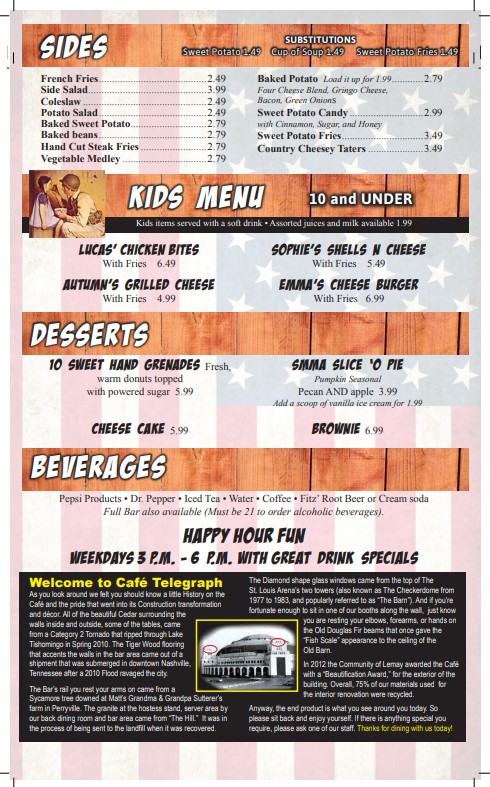 SIDES
SUBSTITUTIONS
Sweet Potato 1.49 Cup of Soup 1.49 Sweet Potato Fries 1.49
French Fries 2.49
Side Salad 3.99
Coleslaw 2.49
Potato Salad 2.49
Baked Sweet Potato 2.79
Baked beans 2.79
Hand Cut Steak Fries 2.79
Vegetable Medley 2.79
Baked Potato Load it up for 1.99 2.79
Four Cheese Blend, Gringo Cheese,
Bacon, Green Onions
Sweet Potato Candy 2.99
with Cinnamon, Sugar, and Honey
Sweet Potato Fries 3.49
Country Cheesey Taters 3.49
KIDS MENU
10 and UNDER
Kids items served with a soft drink • Assorted juices and milk available 1.99
LUCAS' CHICKEN BITES
With Fries 6.49
SOPHIE'S SHELLS N CHEESE
With Fries 5.49
AUTUMN'S GRILLED CHEESE
With Fries 4.99
EMMA'S CHEESE BURGER
With Fries 6.99
DESSERTS
10 SWEET HAND GRENADES Fresh,
warm donuts topped
with powered sugar 5.99
SMMA SLICE 'O PIE
Pumpkin Seasonal
Pecan AND apple 3.99
Add a scoop of vanilla ice cream for 1.99
CHEESE CAKE 5.99
BROWNIE 6.99
BEVERAGES
Pepsi Products • Dr. Pepper • Iced Tea • Water • Coffee • Fitz' Root Beer or Cream soda
Full Bar also available (Must be 21 to order alcoholic beverages).
HAPPY HOUR FUN
WEEKDAYS 3 P.M. - 6 P.M. WITH GREAT DRINK SPECIALS
Welcome to Café Telegraph
As you look around we felt you should know a little History on the
Café and the pride that went into its Construction transformation
and décor. All of the beautiful Cedar surrounding the
walls inside and outside, some of the tables, came
from a Category 2 Tornado that ripped through Lake
Tishomingo in Spring 2010. The Tiger Wood flooring
that accents the walls in the bar area came out of a
shipment that was submerged in downtown Nashville,
Tennessee after a 2010 Flood ravaged the city.
The Bar's rail you rest your arms on came from a
Sycamore tree downed at Matt's Grandma & Grandpa Sutterer's
farm in Perryville. The granite at the hostess stand, server area by
our back dining room and bar area came from "The Hill." It was in
the process of being sent to the landfill when it was recovered.
The Diamond shape glass windows came from the top of The
St. Louis Arena's two towers (also known as The Checkerdome from
1977 to 1983, and popularly referred to as "The Barn"). And if you're
fortunate enough to sit in one of our booths along the wall, just know
you are resting your elbows, forearms, or hands on
the Old Douglas Fir beams that once gave the
"Fish Scale" appearance to the ceiling of the
Old Barn.
In 2012 the Community of Lemay awarded the Café
with a "Beautification Award," for the exterior of the
building. Overall, 75% of our materials used for
the interior renovation were recycled.
Anyway, the end product is what you see around you today. So
please sit back and enjoy yourself. If there is anything special you
require, please ask one of our staff. Thanks for dining with us today!